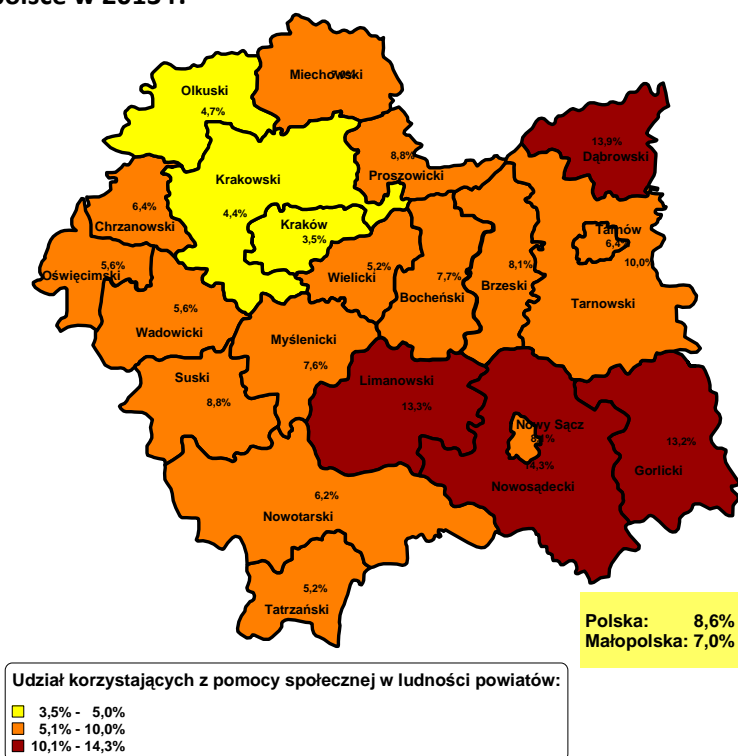 Miechowski
Olkuski
4,7%
13,9%
Dąbrowski
8,8%
Proszowicki
Krakowski
4,4%
6,4%
Chrzanowski
Kraków
3,5%
Tarnów
10,0%
Tarnowski
5,6%
Oświęcimski
5,2%
Wielicki
7,7%
Bocheński
8,1%
Brzeski
5,6%
Wadowicki
Myślenicki
7,6%
Suski
8,8%
Limanowski
13,3%
Nowy Sącz
14,3%
Nowosądecki
13,2%
Gorlicki
6,2%
Nowotarski
5,2%
Tatrzański
Polska: 8,6%
Małopolska: 7,0%
Udział korzystających z pomocy społecznej w ludności powiatów:
3,5% - 5,0%
5,1% - 10,0%
10,1% - 14,3%